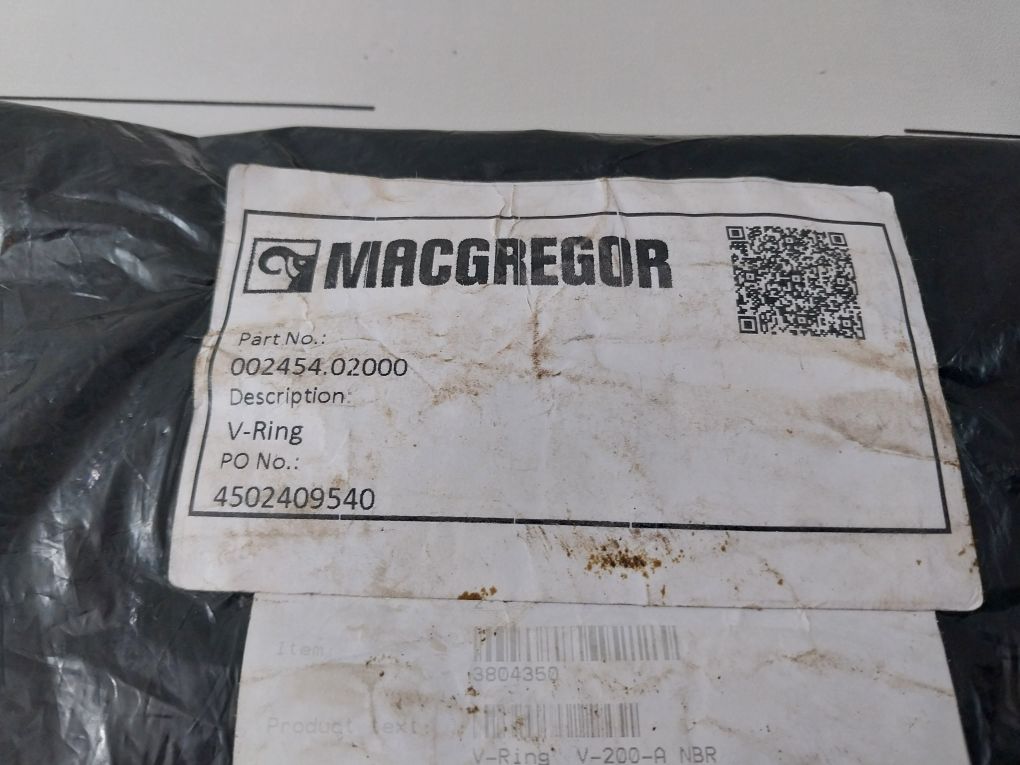 MACGREGOR
Part No.:
002454.02000
Description:
V-Ring
PO No.:
4502409540
Item:
3804350
Product text:
V-Ring" V-200-A NBR